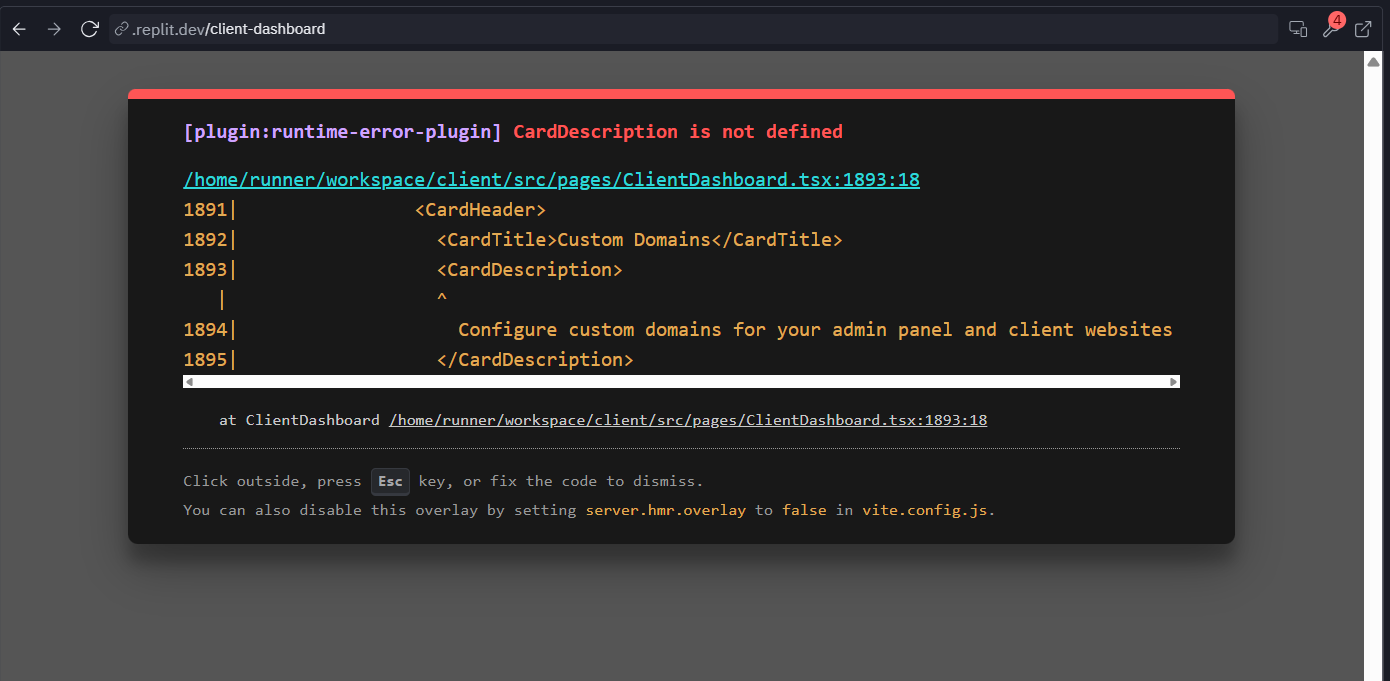 .replit.dev/client-dashboard
4
[plugin:runtime-error-plugin] CardDescription is not defined
/home/runner/workspace/client/src/pages/ClientDashboard.tsx:1893:18
1891|                <CardHeader>
1892|                  <CardTitle>Custom Domains</CardTitle>
1893|                  <CardDescription>
|                  ^
1894|                    Configure custom domains for your admin panel and client websites
1895|                  </CardDescription>
at ClientDashboard /home/runner/workspace/client/src/pages/ClientDashboard.tsx:1893:18
Click outside, press Esc key, or fix the code to dismiss.
You can also disable this overlay by setting server.hmr.overlay to false in vite.config.js.